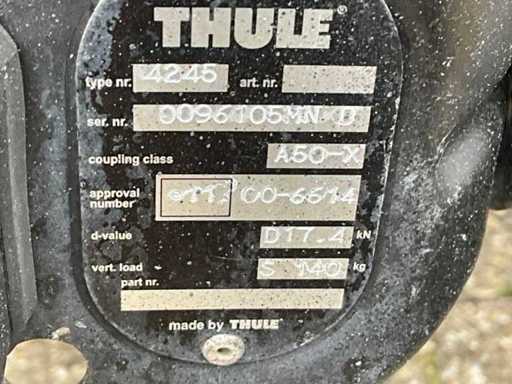 THULE
type nr. 4245 art. nr.
ser. nr. 0096105MN D
coupling class A50-X
approval number 00-6614
d-value D17.4 kN
vert. load S 140 kg
part nr.
made by THULE